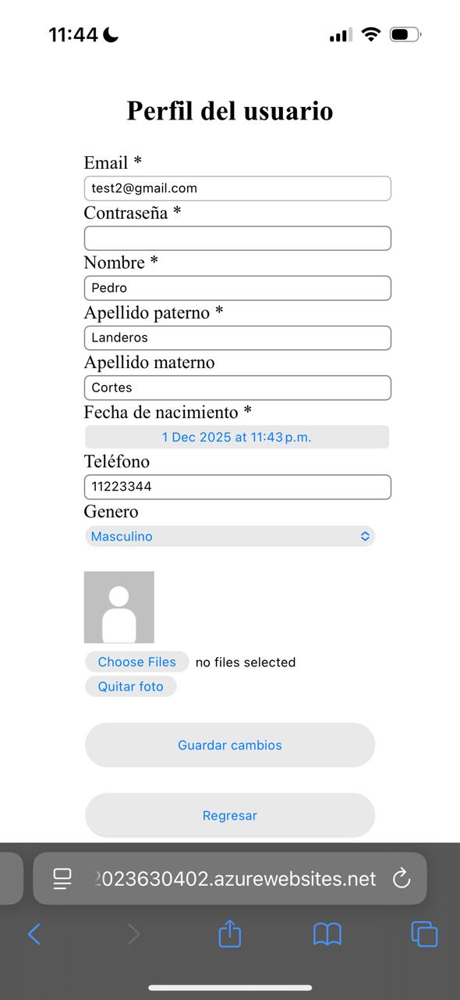 11:44
Perfil del usuario
Email *
test2@gmail.com
Contraseña *
Nombre *
Pedro
Apellido paterno *
Landeros
Apellido materno
Cortes
Fecha de nacimiento *
1 Dec 2025 at 11:43 p.m.
Teléfono
11223344
Genero
Masculino
Choose Files no files selected
Quitar foto
Guardar cambios
Regresar
2023630402.azurewebsites.net